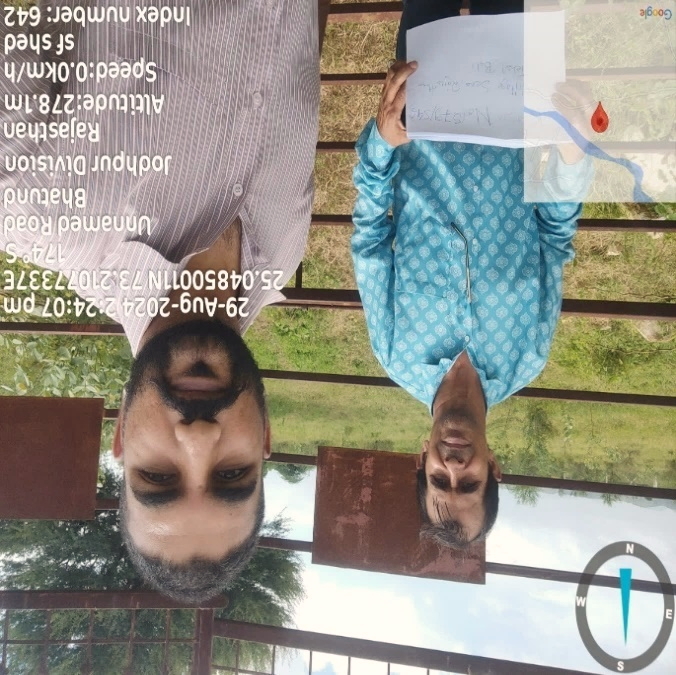 29-Aug-2024 2:24:07 pm
25.04850011N 73.21077337E
174° S
Unnamed Road
Bhatund
Jodhpur Division
Rajasthan
Altitude:278.1m
Speed:0.0km/h
sf shed
Index number: 642
Google
N
W
E
S